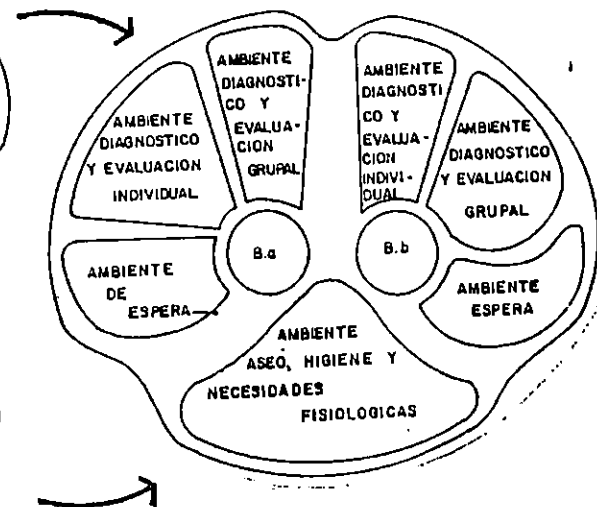 AMBIENTE
DIAGNOSTI-
CO Y
EVALUA-
CION
GRUPAL
AMBIENTE
DIAGNOSTI
CO Y
EVALUA-
CION
INDIVI-
DUAL
AMBIENTE
DIAGNOSTICO
Y EVALUACION
INDIVIDUAL
AMBIENTE
DIAGNOSTICO
Y EVALUACION
GRUPAL
B.a
B.b
AMBIENTE
DE
ESPERA
AMBIENTE
ESPERA
AMBIENTE
ASEO, HIGIENE Y
NECESIDADES
FISIOLOGICAS